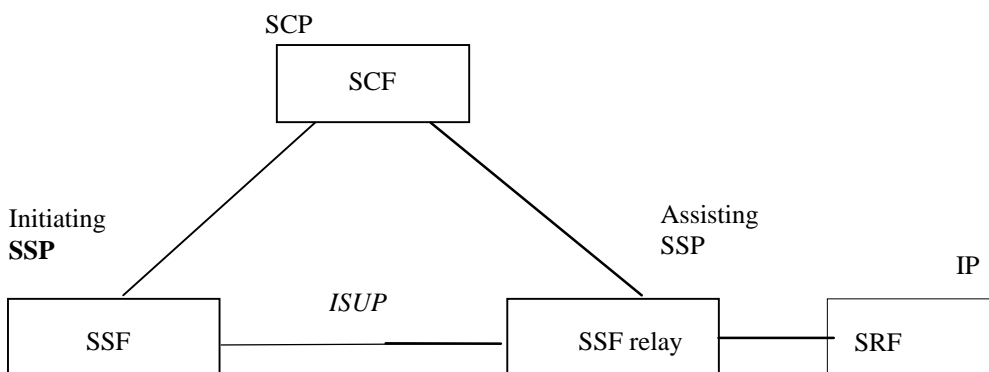 SCP
SCF
Initiating
SSP
Assisting
SSP
IP
ISUP
SSF
SSF relay
SRF